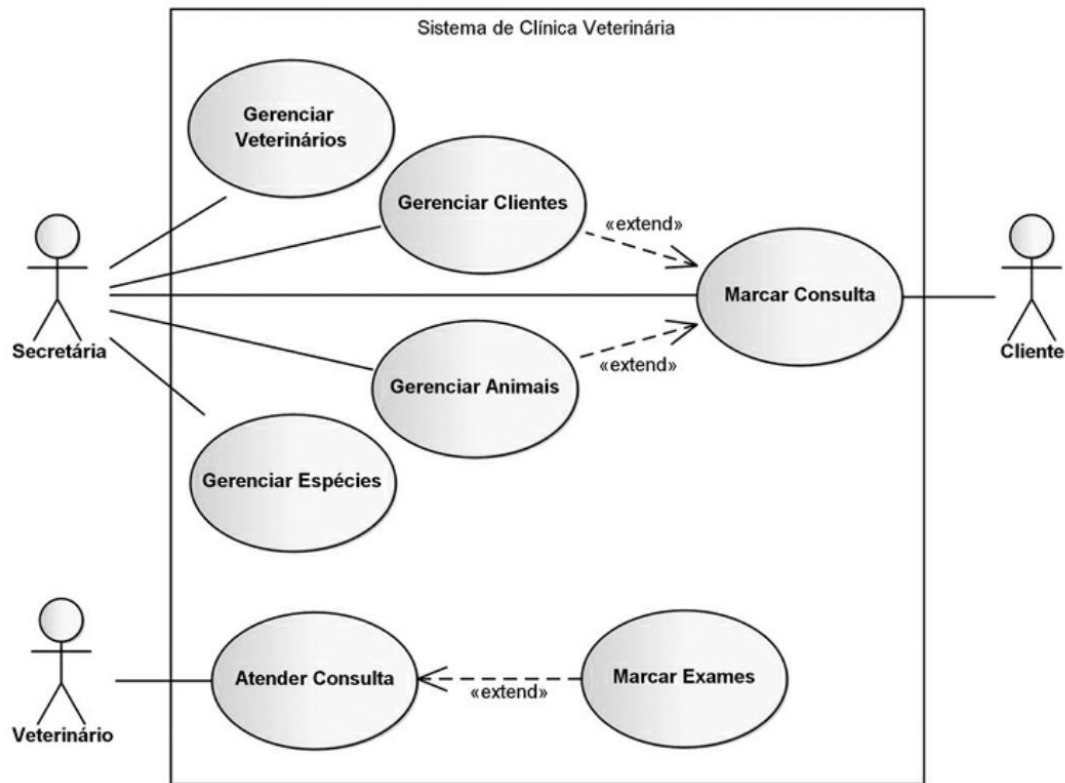 Sistema de Clínica Veterinária
Gerenciar
Veterinários
Gerenciar Clientes
«extend»
Marcar Consulta
Secretária
Cliente
«extend»
Gerenciar Animais
Gerenciar Espécies
Atender Consulta
«extend»
Marcar Exames
Veterinário